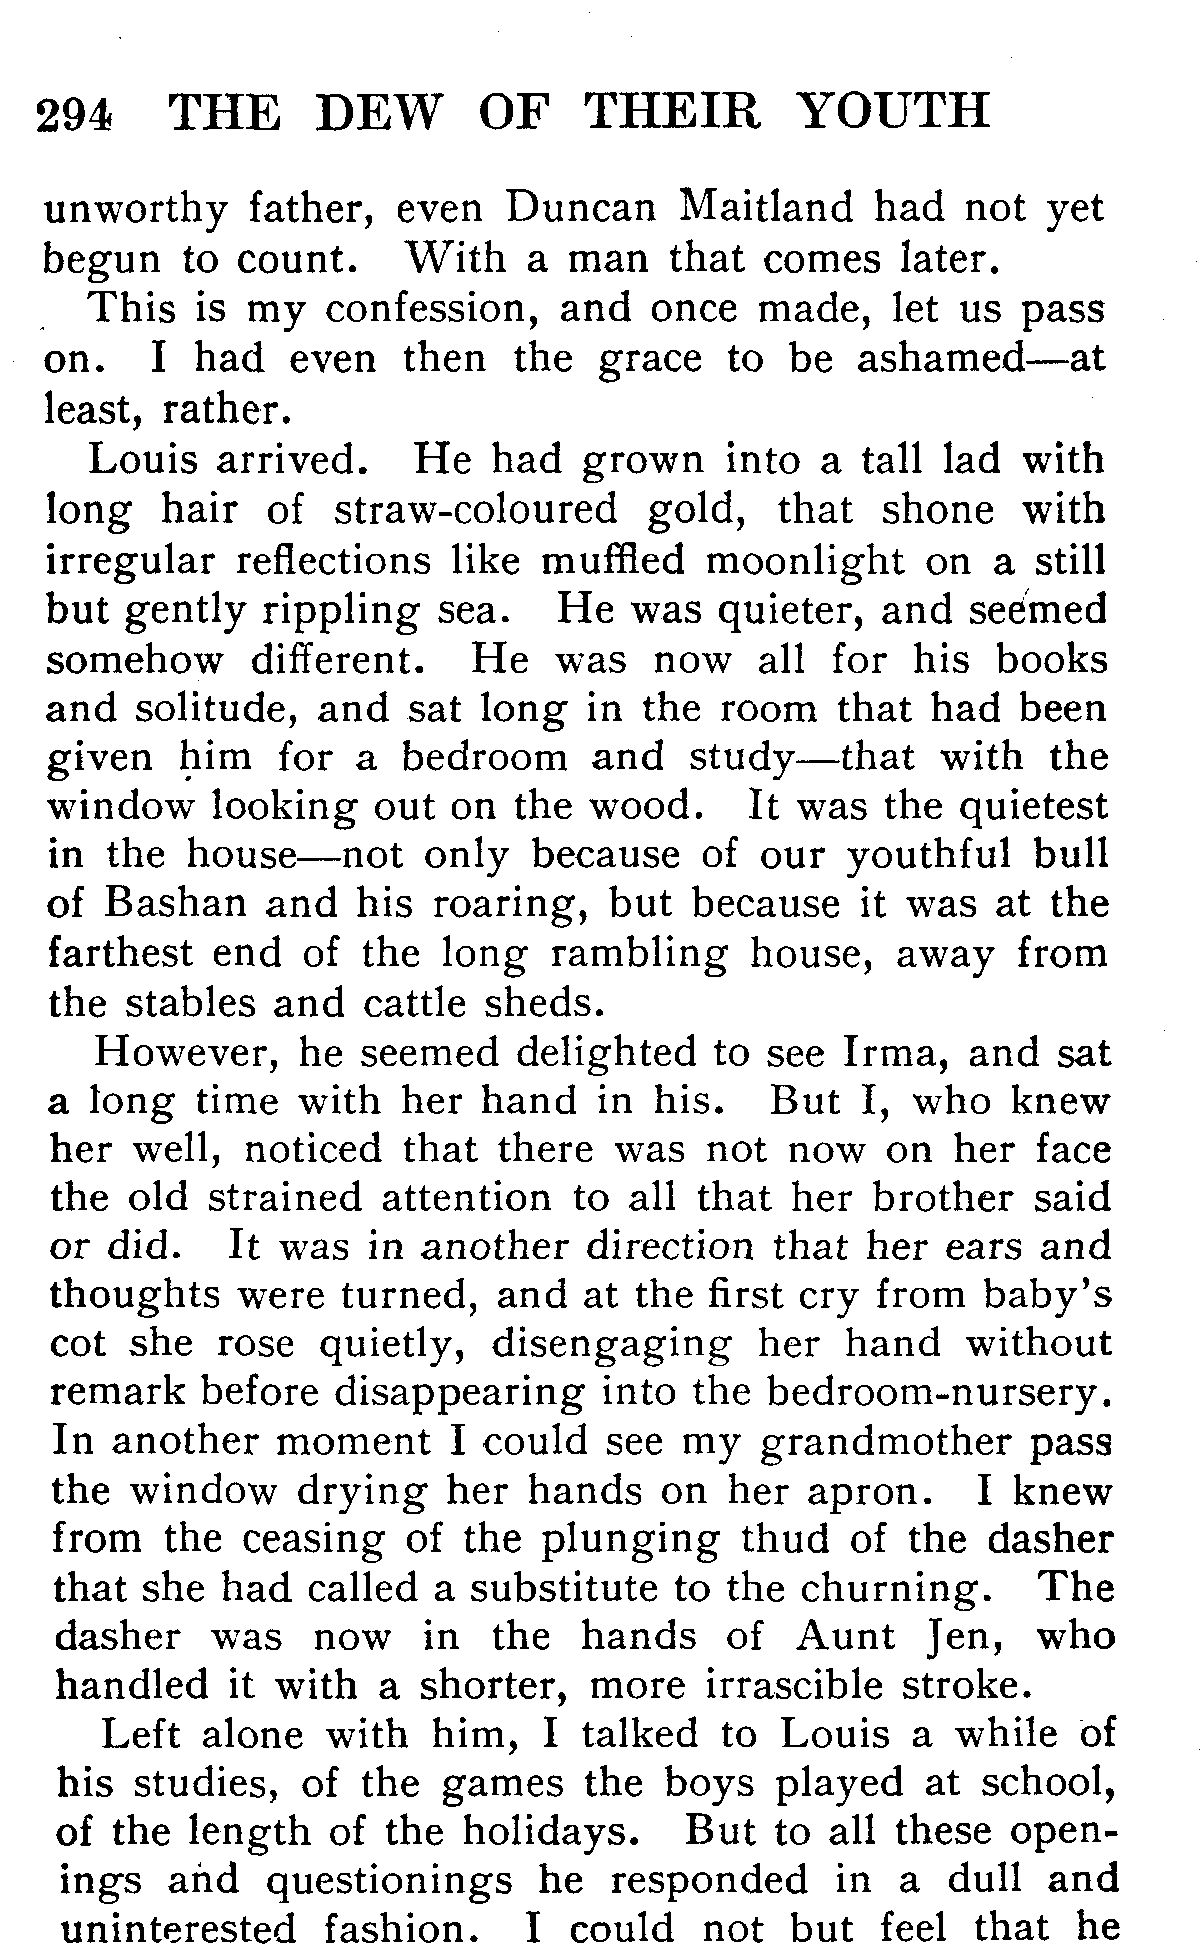 294 THE DEW OF THEIR YOUTH
unworthy father, even Duncan Maitland had not yet
begun to count. With a man that comes later.
This is my confession, and once made, let us pass
on. I had even then the grace to be ashamed—at
least, rather.
Louis arrived. He had grown into a tall lad with
long hair of straw-coloured gold, that shone with
irregular reflections like muffled moonlight on a still
but gently rippling sea. He was quieter, and seemed
somehow different. He was now all for his books
and solitude, and sat long in the room that had been
given him for a bedroom and study—that with the
window looking out on the wood. It was the quietest
in the house—not only because of our youthful bull
of Bashan and his roaring, but because it was at the
farthest end of the long rambling house, away from
the stables and cattle sheds.
However, he seemed delighted to see Irma, and sat
a long time with her hand in his. But I, who knew
her well, noticed that there was not now on her face
the old strained attention to all that her brother said
or did. It was in another direction that her ears and
thoughts were turned, and at the first cry from baby's
cot she rose quietly, disengaging her hand without
remark before disappearing into the bedroom-nursery.
In another moment I could see my grandmother pass
the window drying her hands on her apron. I knew
from the ceasing of the plunging thud of the dasher
that she had called a substitute to the churning. The
dasher was now in the hands of Aunt Jen, who
handled it with a shorter, more irrascible stroke.
Left alone with him, I talked to Louis a while of
his studies, of the games the boys played at school,
of the length of the holidays. But to all these open-
ings and questionings he responded in a dull and
uninterested fashion. I could not but feel that he